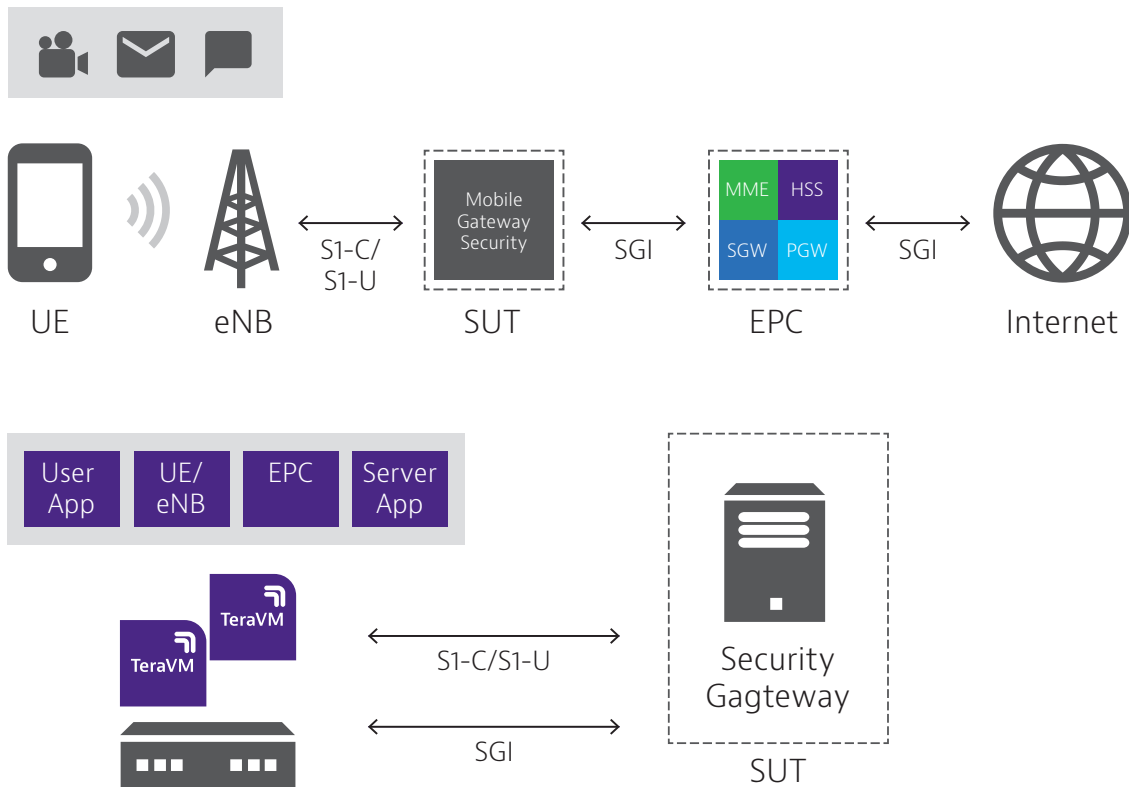 Mobile
Gateway
Security
MME
HSS
SGW
PGW
S1-C/
S1-U
SGI
SGI
UE
eNB
SUT
EPC
Internet
User
App
UE/
eNB
EPC
Server
App
TeraVM
TeraVM
S1-C/S1-U
SGI
Security
Gagteway
SUT